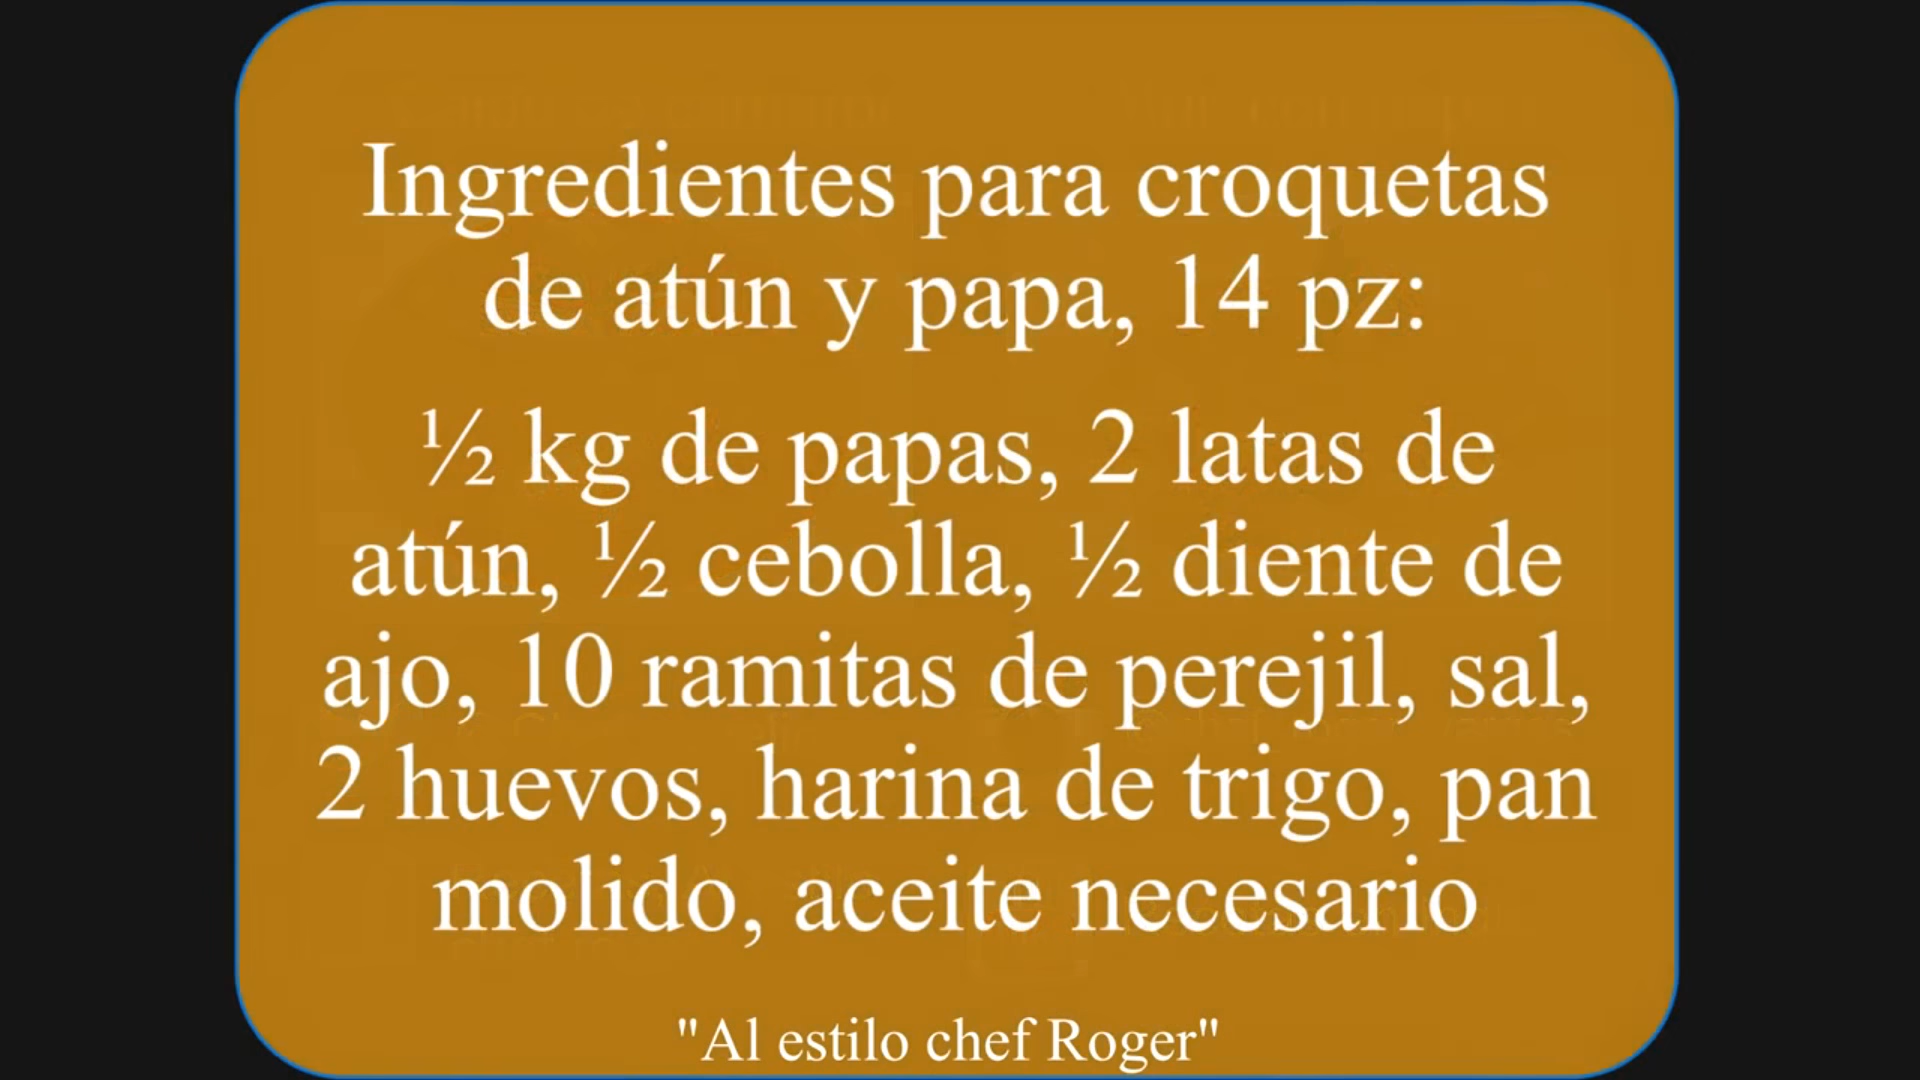 Ingredientes para croquetas
de atún y papa, 14 pz:
½ kg de papas, 2 latas de
atún, ½ cebolla, ½ diente de
ajo, 10 ramitas de perejil, sal,
2 huevos, harina de trigo, pan
molido, aceite necesario
"Al estilo chef Roger"